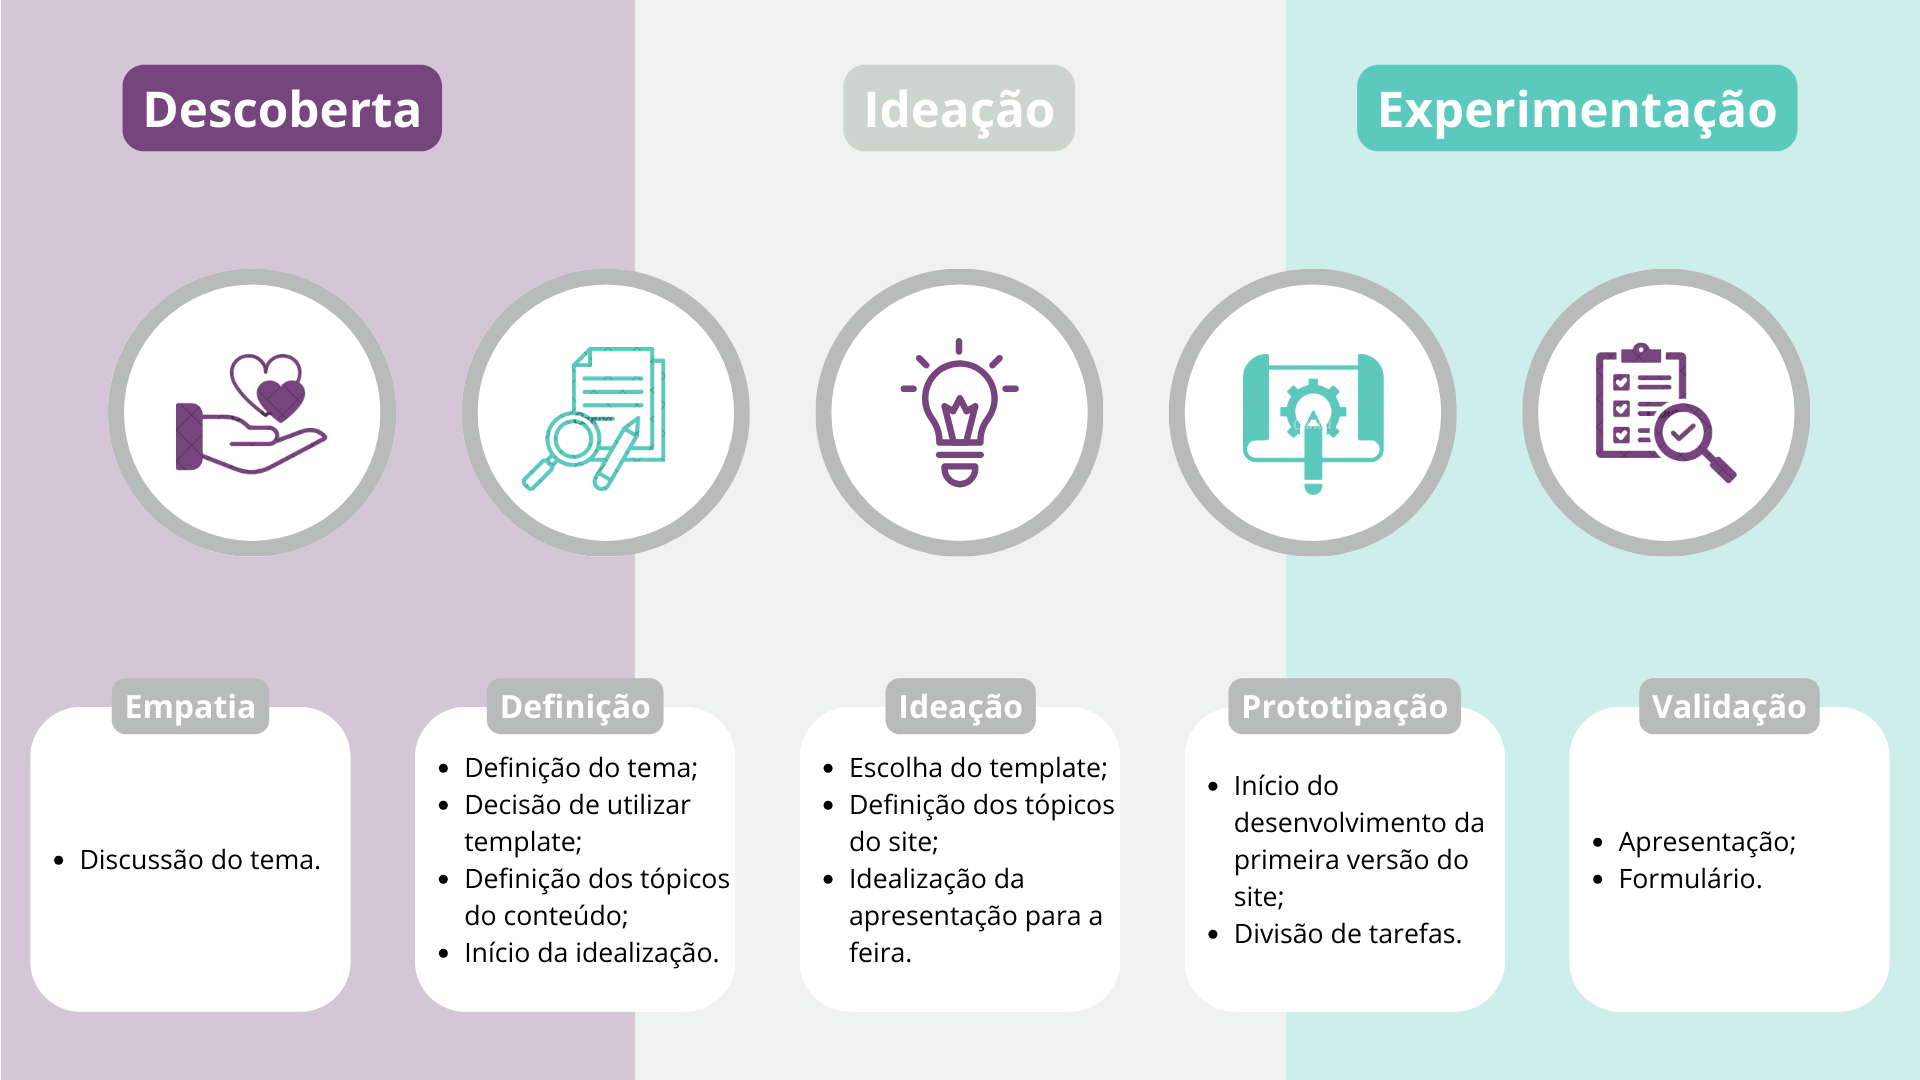 Descoberta
Ideação
Experimentação
Empatia
• Discussão do tema.
Definição
• Definição do tema;
• Decisão de utilizar
template;
• Definição dos tópicos
do conteúdo;
• Início da idealização.
Ideação
• Escolha do template;
• Definição dos tópicos
do site;
• Idealização da
apresentação para a
feira.
Prototipação
• Início do
desenvolvimento da
primeira versão do
site;
• Divisão de tarefas.
Validação
• Apresentação;
• Formulário.